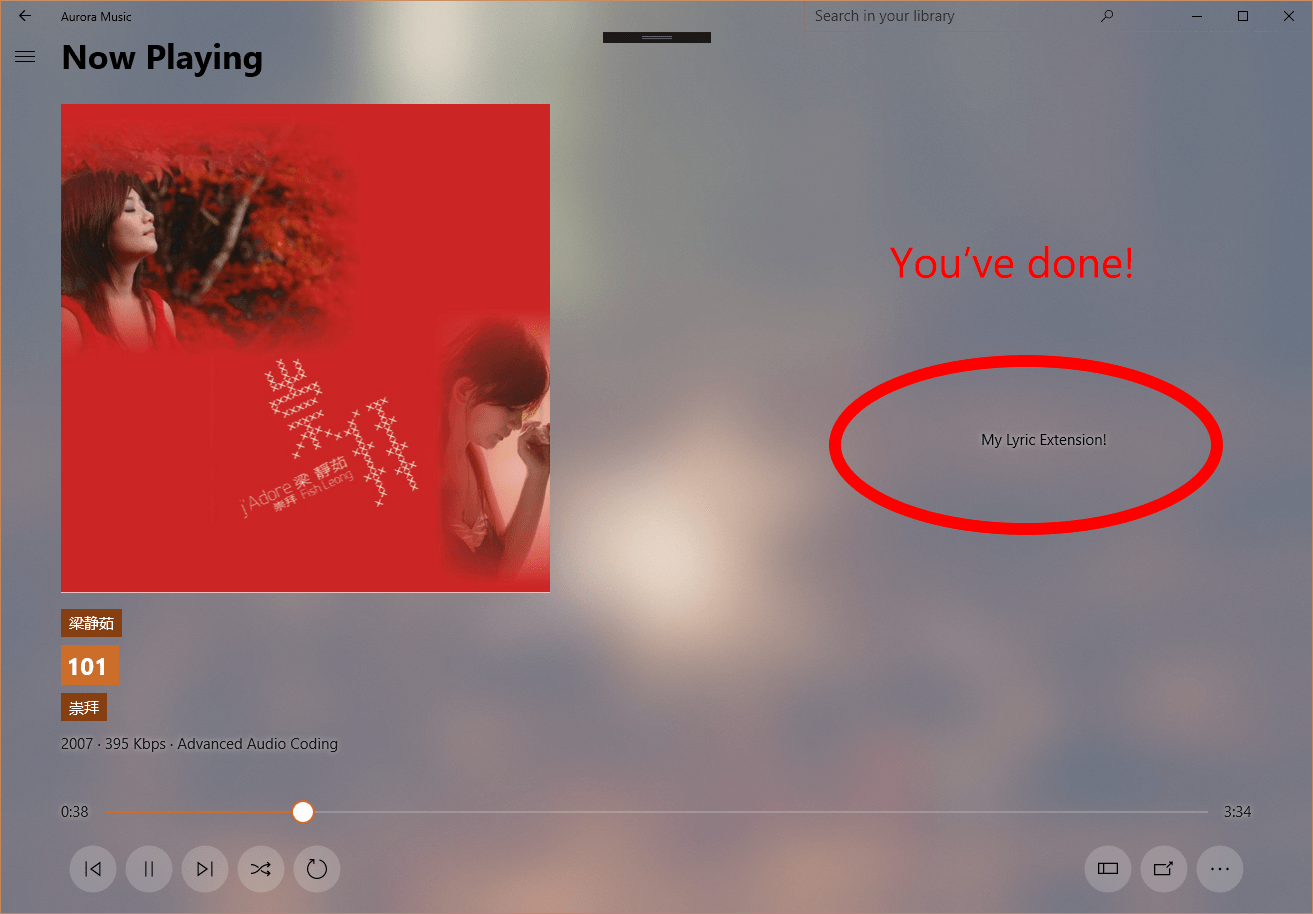 Aurora Music
Search in your library
Now Playing
You've done!
My Lyric Extension!
崇拜
j'Adore 梁 靜茹
崇拜 Fish Leong
梁静茹
101
崇拜
2007 · 395 Kbps · Advanced Audio Coding
0:38
3:34